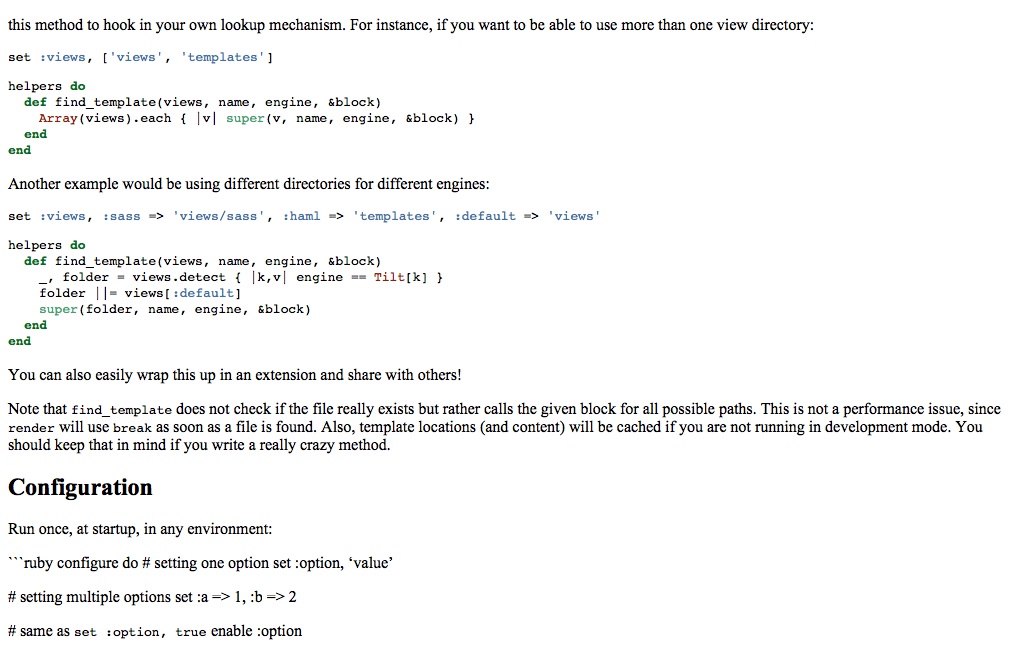 this method to hook in your own lookup mechanism. For instance, if you want to be able to use more than one view directory:
set :views, ['views', 'templates']
helpers do
  def find_template(views, name, engine, &block)
    Array(views).each { |v| super(v, name, engine, &block) }
  end
end
Another example would be using different directories for different engines:
set :views, :sass => 'views/sass', :haml => 'templates', :default => 'views'
helpers do
  def find_template(views, name, engine, &block)
    _, folder = views.detect { |k,v| engine == Tilt[k] }
    folder ||= views[:default]
    super(folder, name, engine, &block)
  end
end
You can also easily wrap this up in an extension and share with others!
Note that find_template does not check if the file really exists but rather calls the given block for all possible paths. This is not a performance issue, since
render will use break as soon as a file is found. Also, template locations (and content) will be cached if you are not running in development mode. You
should keep that in mind if you write a really crazy method.
Configuration
Run once, at startup, in any environment:
```ruby configure do # setting one option set :option, ‘value’
# setting multiple options set :a => 1, :b => 2
# same as set :option, true enable :option